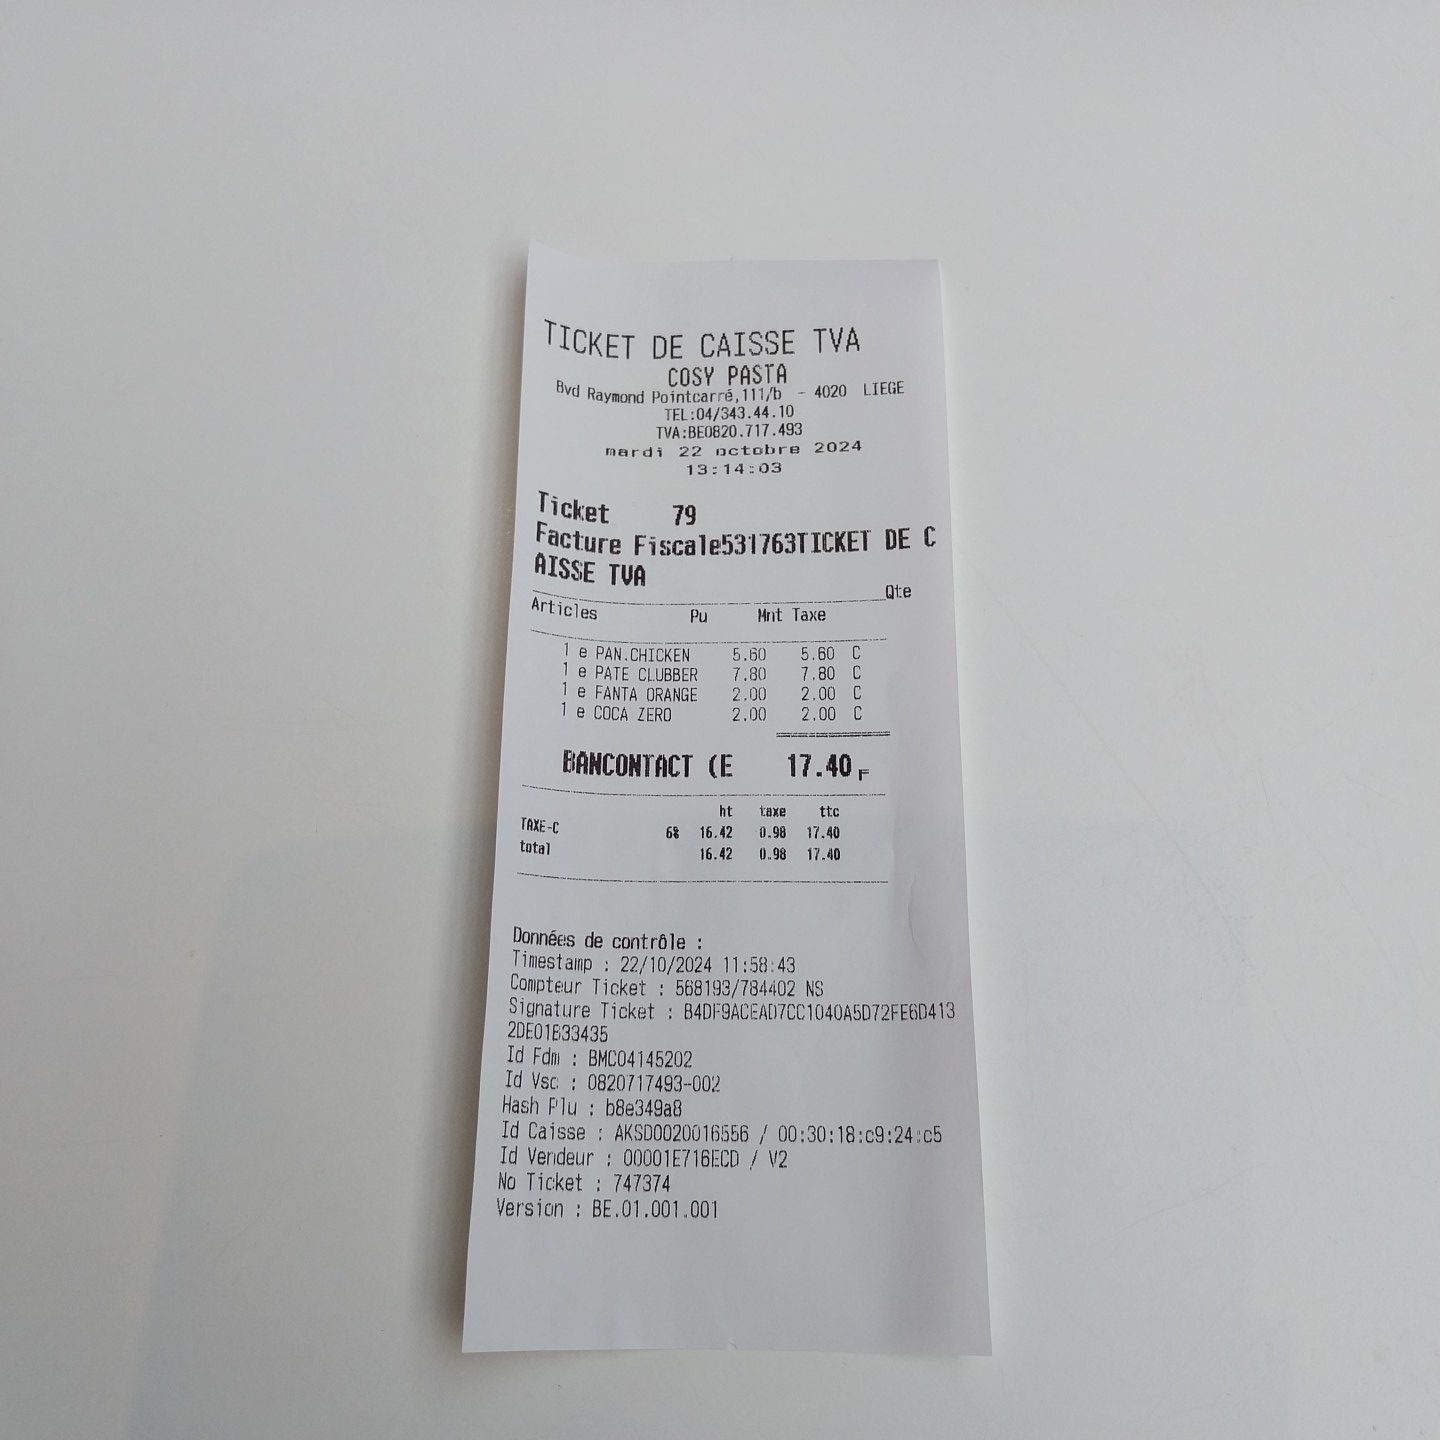 TICKET DE CAISSE TVA
COSY PASTA
Bvd Raymond Pointcarré,111/b - 4020 LIEGE
TEL:04/343.44.10
TVA:BE0820.717.493
mardi 22 octobre 2024
13:14:03
Ticket 79
Facture Fiscale531763TICKET DE C
AISSE TVA
Qte
Articles Pu Mnt Taxe
1 e PAN.CHICKEN 5.60 5.60 C
1 e PATE CLUBBER 7.80 7.80 C
1 e FANTA ORANGE 2.00 2.00 C
1 e COCA ZERO 2.00 2.00 C
BANCONTACT (E 17.40 F
ht taxe ttc
TAXE-C 6% 16.42 0.98 17.40
total 16.42 0.98 17.40
Données de contrôle :
Timestamp : 22/10/2024 11:58:43
Compteur Ticket : 568193/784402 NS
Signature Ticket : B4DF9ACEAD7CC1040A5D72FE6D413
2DE01B33435
Id Fdm : BMC04145202
Id Vsc : 0820717493-002
Hash Plu : b8e349a8
Id Caisse : AKSD0020016556 / 00:30:18:c9:24:c5
Id Vendeur : 00001E716ECD / V2
No Ticket : 747374
Version : BE.01.001.001